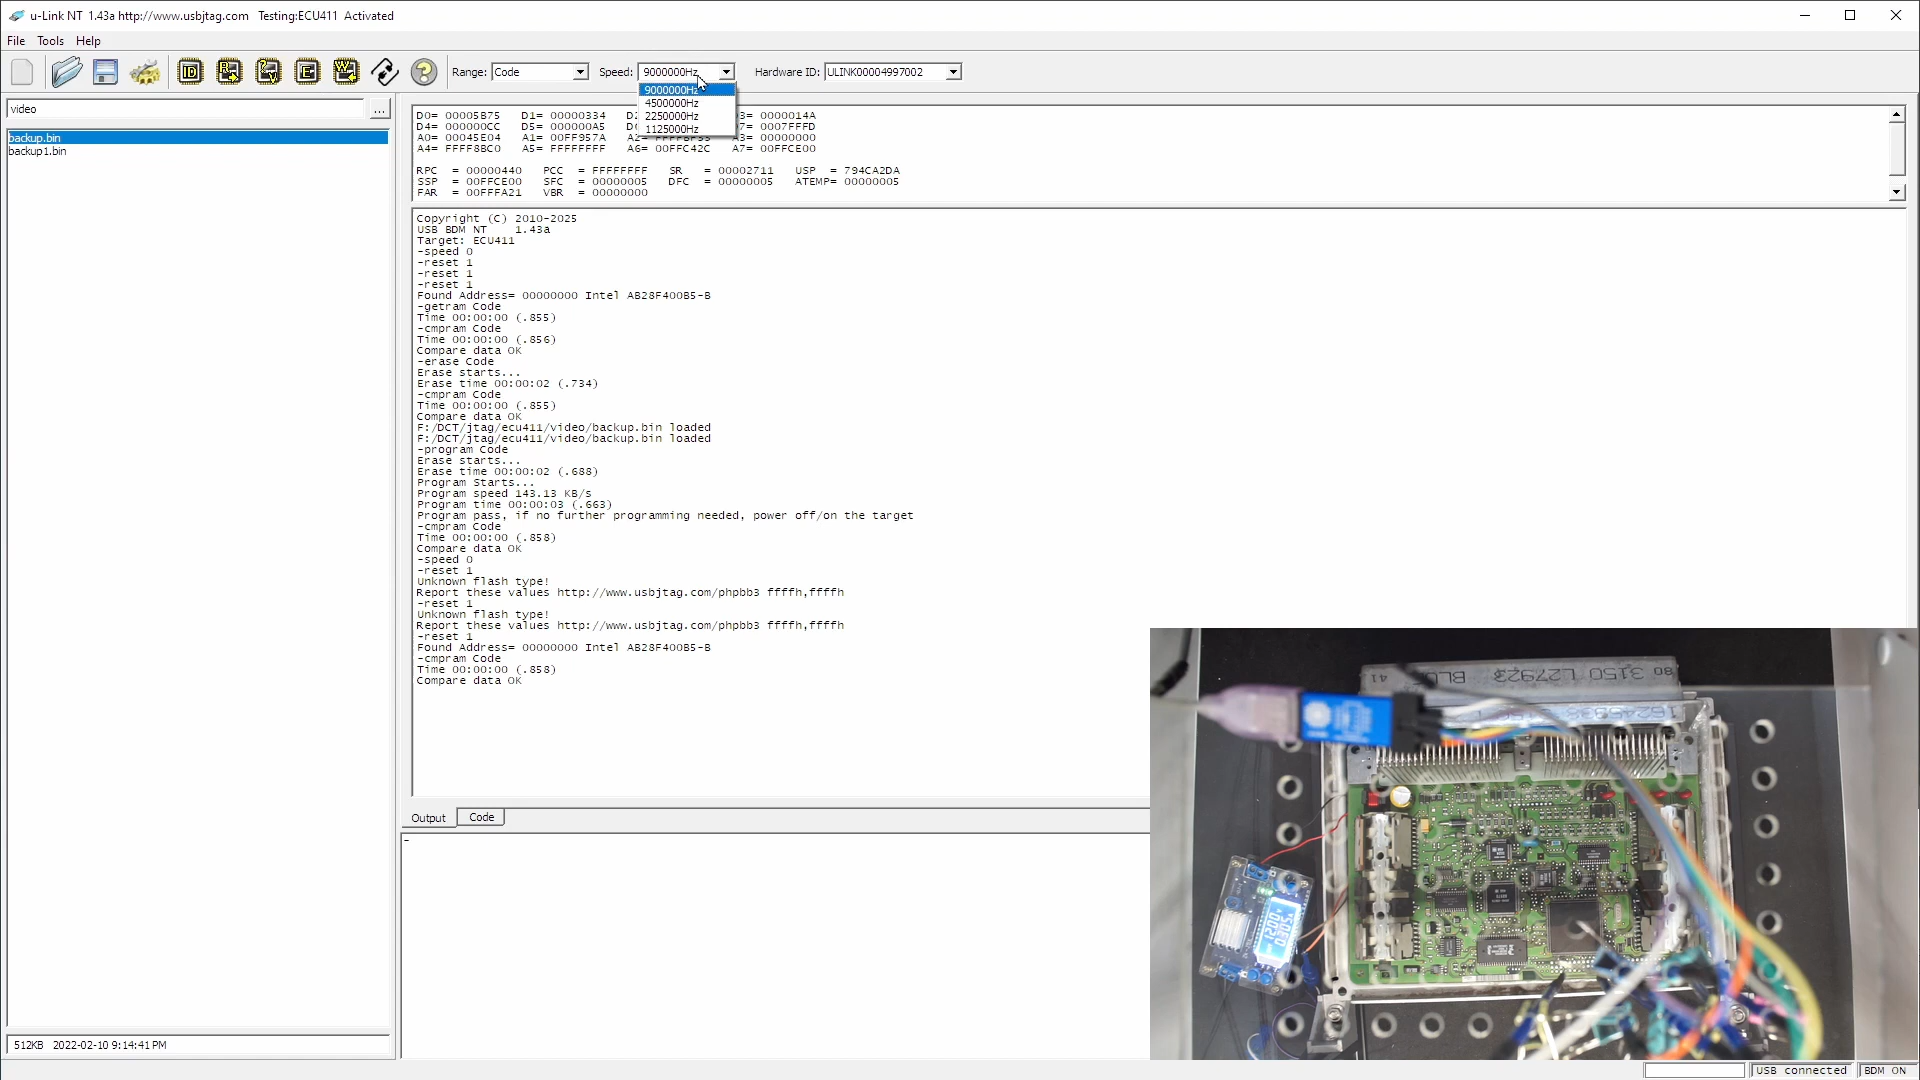 u-Link NT 1.43a http://www.usbjtag.com Testing:ECU411 Activated
File Tools Help
ID R V E W ?
Range: Code Speed: 9000000Hz Hardware ID: ULINK00004997002
9000000Hz
4500000Hz
2250000Hz
1125000Hz
video ...
backup.bin
backup1.bin
D0= 00005B75 D1= 00000334 0000014A
D4= 000000CC D5= 000000A5 D7= 0007FFFD
A0= 00045E04 A1= 00FF957A A3= 00000000
A4= FFFF8BC0 A5= FFFFFFFF A6= 00FFC42C A7= 00FFCE00
RPC = 00000440 PCC = FFFFFFFF SR = 00002711 USP = 794CA2DA
SSP = 00FFCE00 SFC = 00000005 DFC = 00000005 ATEMP= 00000005
FAR = 00FFFA21 VBR = 00000000
Copyright (C) 2010-2025
USB BDM NT 1.43a
Target: ECU411
-speed 0
-reset 1
-reset 1
-reset 1
Found Address= 00000000 Intel AB28F400B5-B
-getram Code
Time 00:00:00 (.855)
-cmpram Code
Time 00:00:00 (.856)
Compare data OK
-erase Code
Erase starts...
Erase time 00:00:02 (.734)
-cmpram Code
Time 00:00:00 (.855)
Compare data OK
F:/DCT/jtag/ecu411/video/backup.bin loaded
F:/DCT/jtag/ecu411/video/backup.bin loaded
-program Code
Erase starts...
Erase time 00:00:02 (.688)
Program Starts...
Program speed 143.13 KB/s
Program time 00:00:03 (.663)
Program pass, if no further programming needed, power off/on the target
-cmpram Code
Time 00:00:00 (.858)
Compare data OK
-speed 0
-reset 1
Unknown flash type!
Report these values http://www.usbjtag.com/phpbb3 ffffh,ffffh
-reset 1
Unknown flash type!
Report these values http://www.usbjtag.com/phpbb3 ffffh,ffffh
-reset 1
Found Address= 00000000 Intel AB28F400B5-B
-cmpram Code
Time 00:00:00 (.858)
Compare data OK
Output Code
-
512KB 2022-02-10 9:14:41 PM
USB connected BDM ON
80 3150 L27923 BL 41